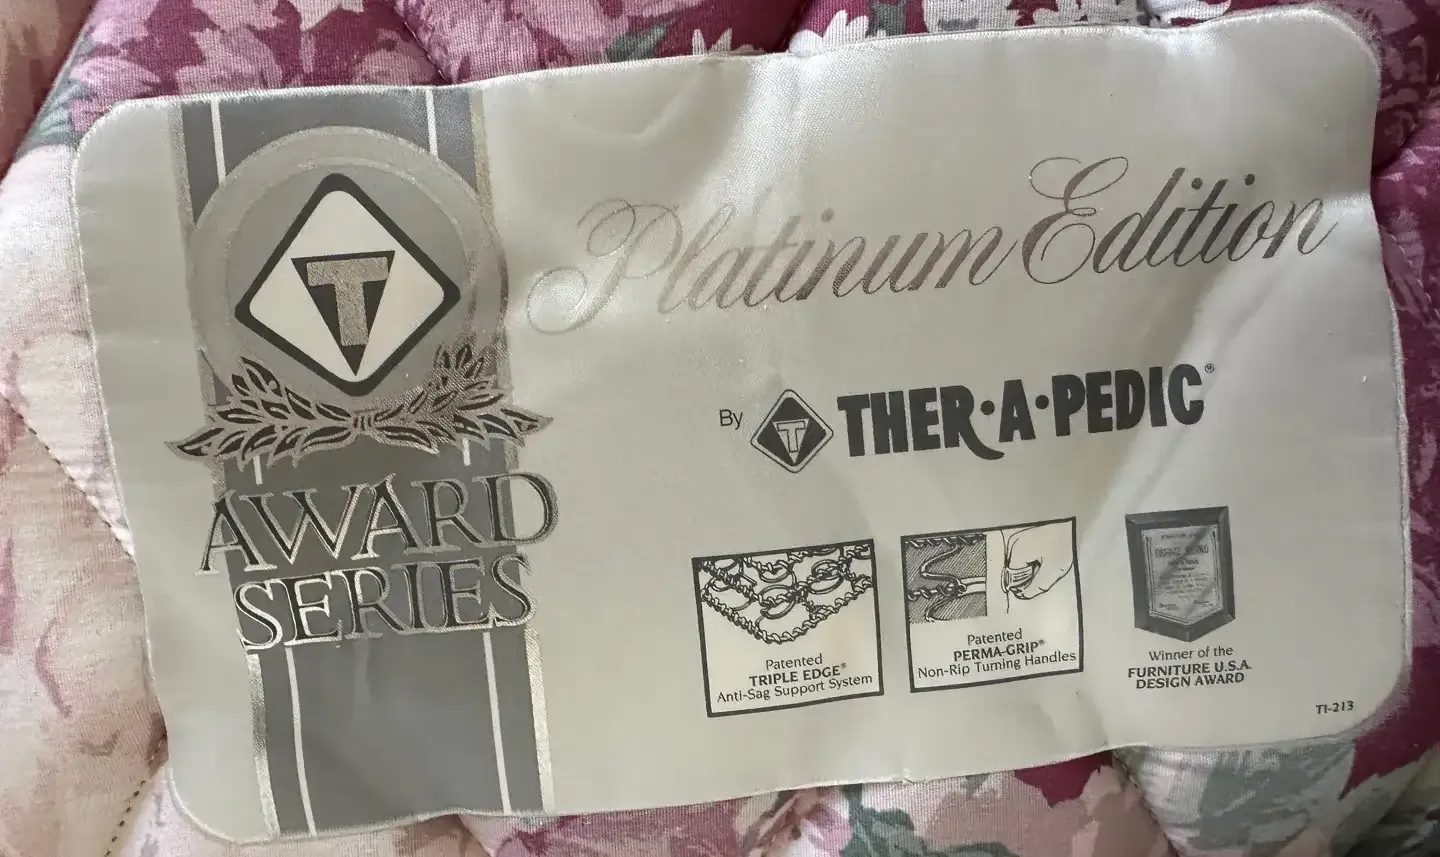 T
AWARD
SERIES
Platinum Edition
By T THER·A·PEDIC®
Patented
TRIPLE EDGE®
Anti-Sag Support System
Patented
PERMA-GRIP®
Non-Rip Turning Handles
Winner of the
FURNITURE U.S.A.
DESIGN AWARD
TI-213